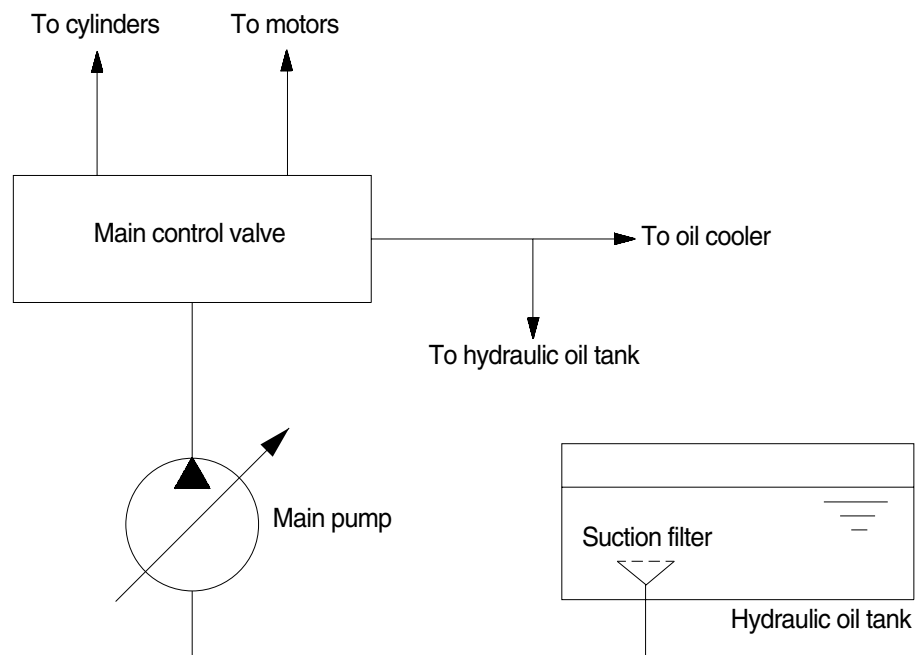 To cylinders
To motors
Main control valve
To oil cooler
To hydraulic oil tank
Main pump
Suction filter
Hydraulic oil tank